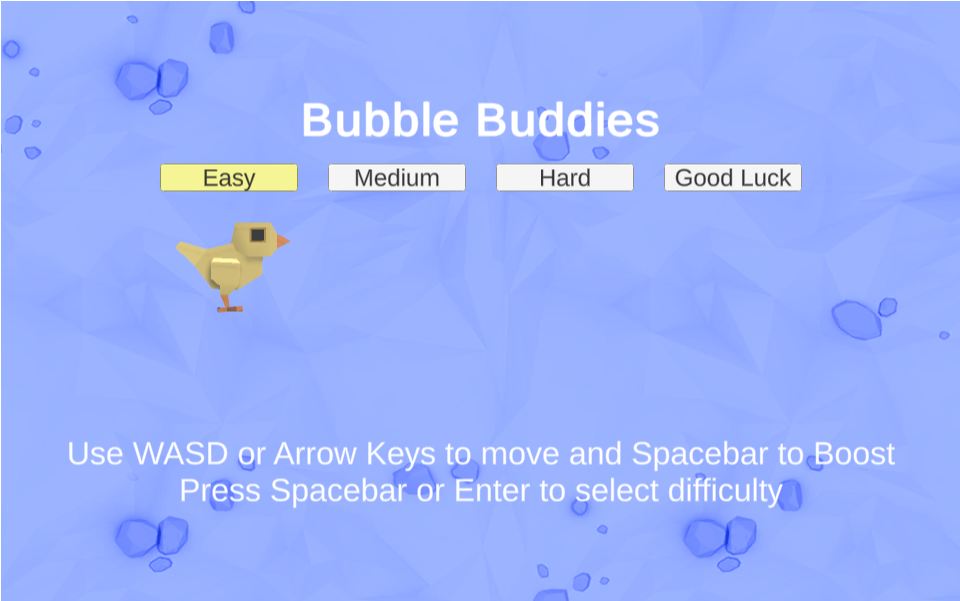 Bubble Buddies
Easy Medium Hard Good Luck
Use WASD or Arrow Keys to move and Spacebar to Boost
Press Spacebar or Enter to select difficulty